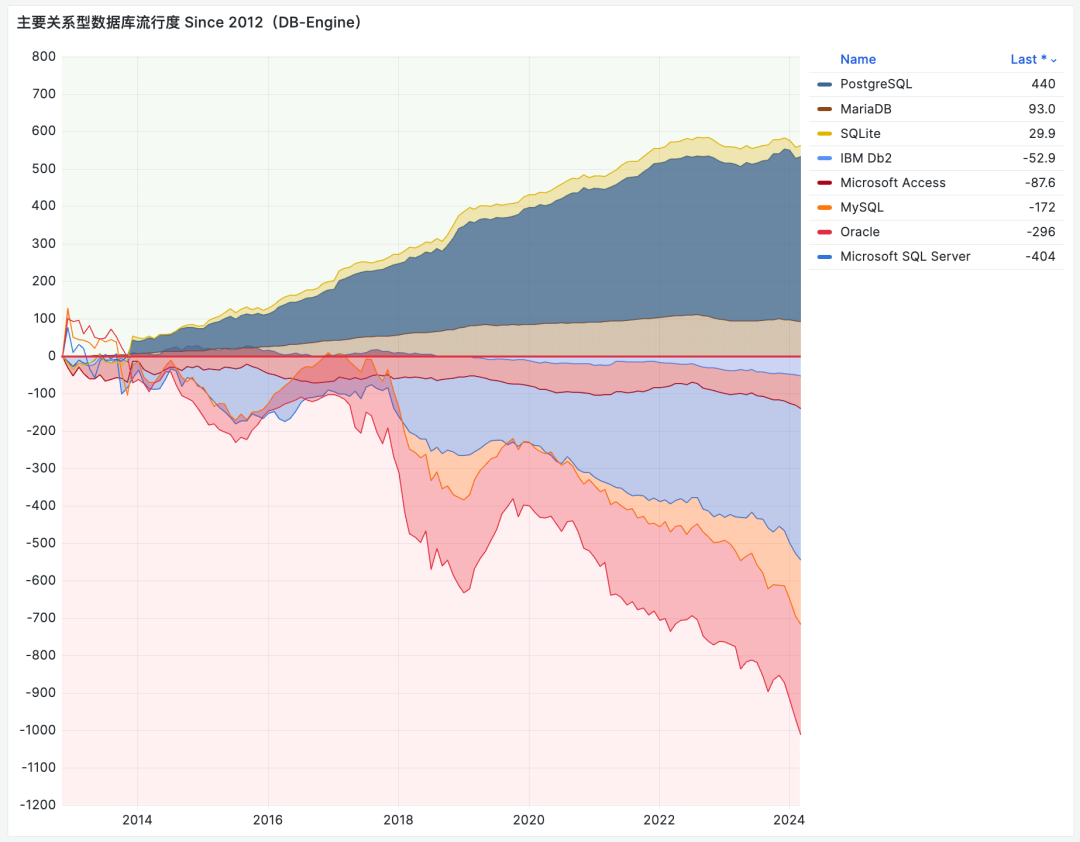 主要关系型数据库流行度 Since 2012（DB-Engine）
800
700
600
500
400
300
200
100
0
-100
-200
-300
-400
-500
-600
-700
-800
-900
-1000
-1100
-1200
2014 2016 2018 2020 2022 2024
Name Last *
PostgreSQL 440
MariaDB 93.0
SQLite 29.9
IBM Db2 -52.9
Microsoft Access -87.6
MySQL -172
Oracle -296
Microsoft SQL Server -404